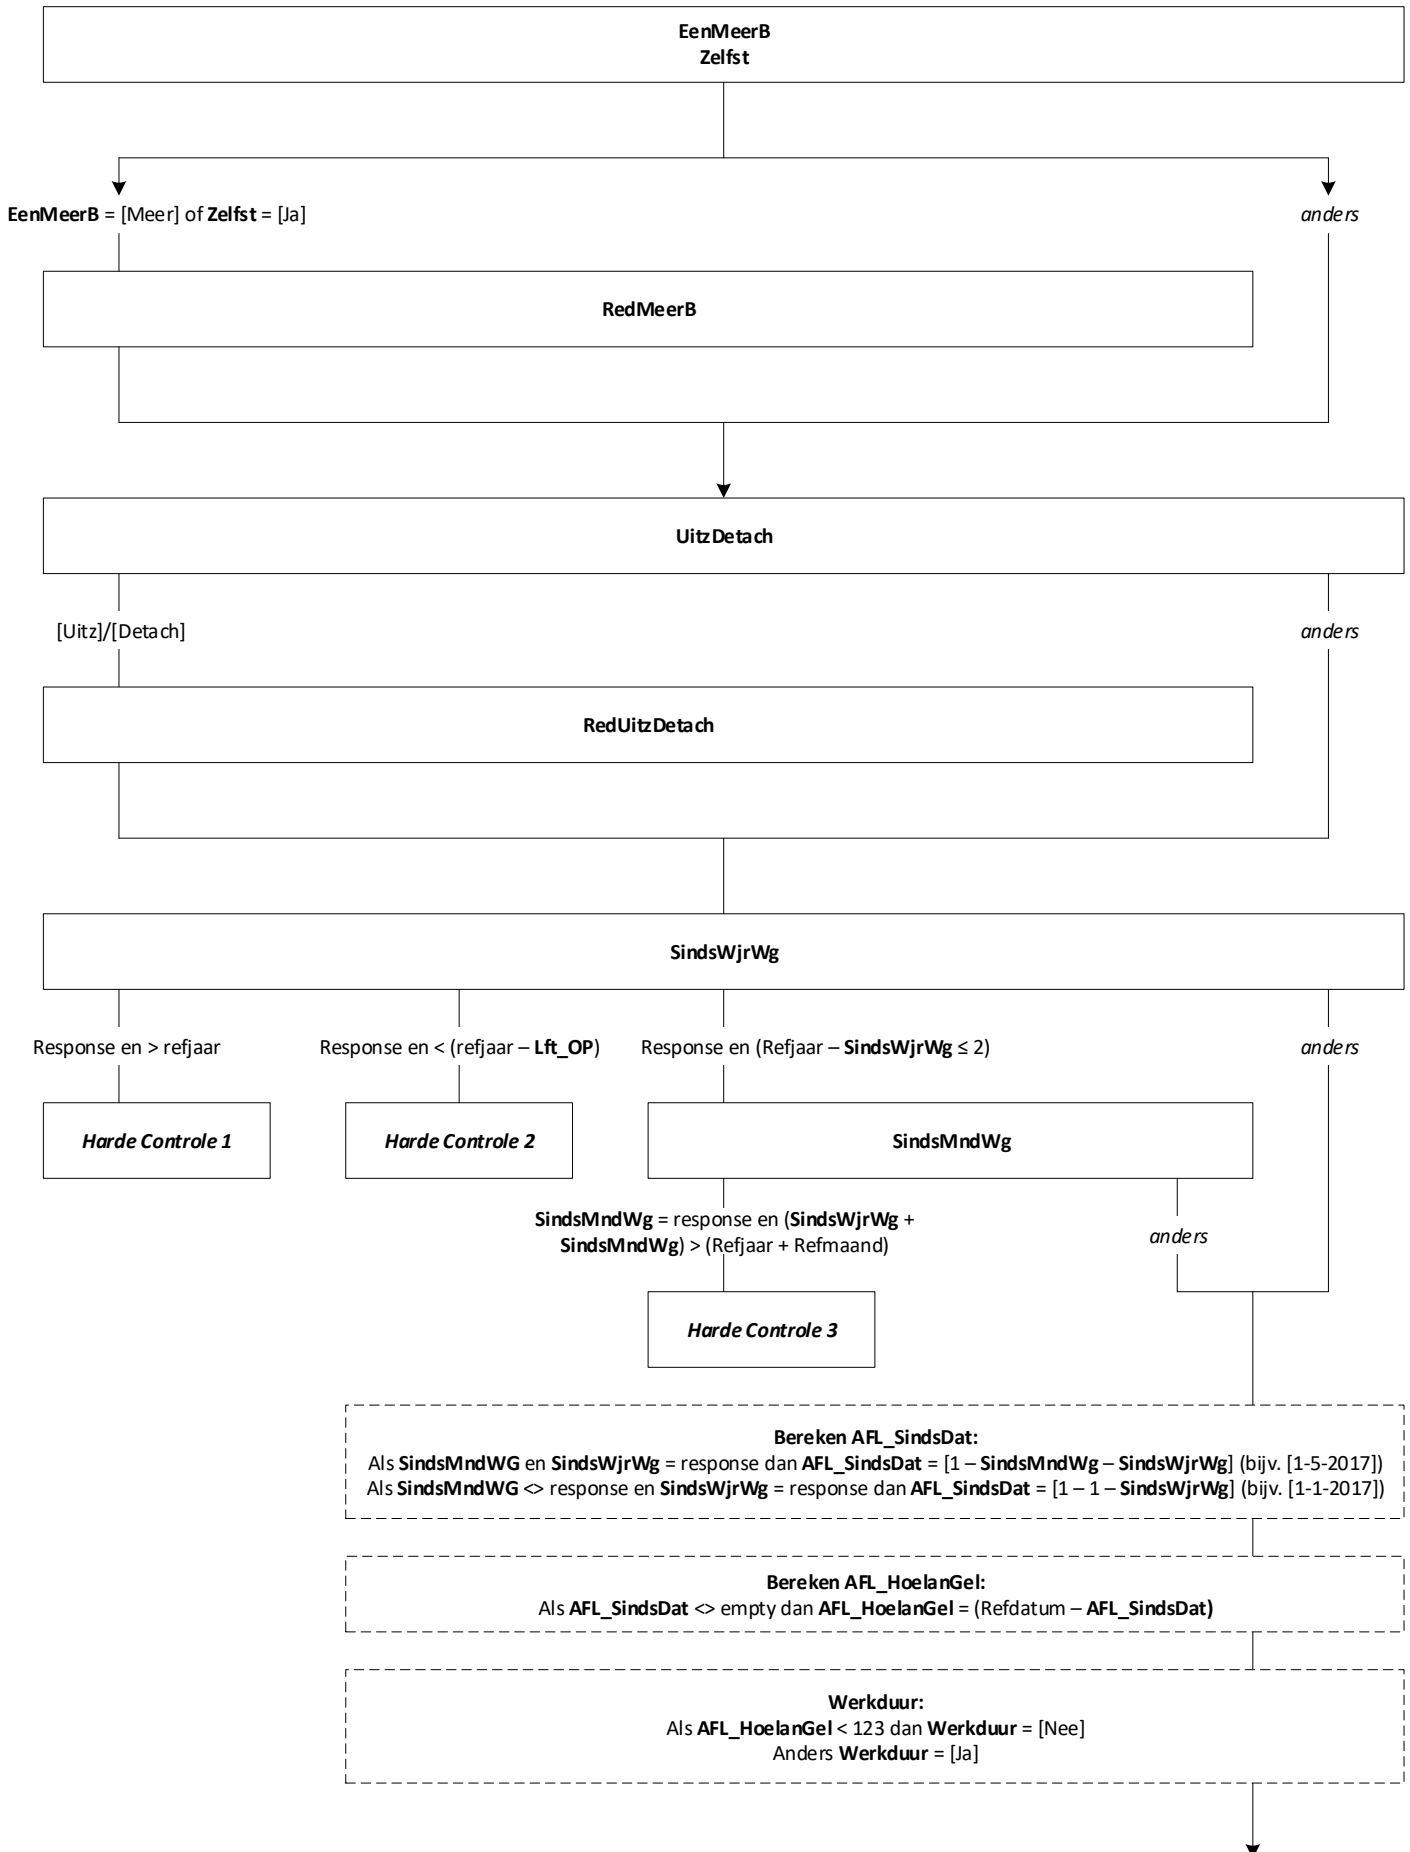 EenMeerB
Zelfst
EenMeerB = [Meer] of Zelfst = [Ja]
anders
RedMeerB
UitzDetach
[Uitz]/[Detach]
anders
RedUitzDetach
SindsWjrWg
Response en > refjaar
Response en < (refjaar – Lft_OP)
Response en (Refjaar – SindsWjrWg ≤ 2)
anders
Harde Controle 1
Harde Controle 2
SindsMndWg
SindsMndWg = response en (SindsWjrWg +
SindsMndWg) > (Refjaar + Refmaand)
anders
Harde Controle 3
Bereken AFL_SindsDat:
Als SindsMndWG en SindsWjrWg = response dan AFL_SindsDat = [1 – SindsMndWg – SindsWjrWg] (bijv. [1-5-2017])
Als SindsMndWG <> response en SindsWjrWg = response dan AFL_SindsDat = [1 – 1 – SindsWjrWg] (bijv. [1-1-2017])
Bereken AFL_HoelanGel:
Als AFL_SindsDat <> empty dan AFL_HoelanGel = (Refdatum – AFL_SindsDat)
Werkduur:
Als AFL_HoelanGel < 123 dan Werkduur = [Nee]
Anders Werkduur = [Ja]